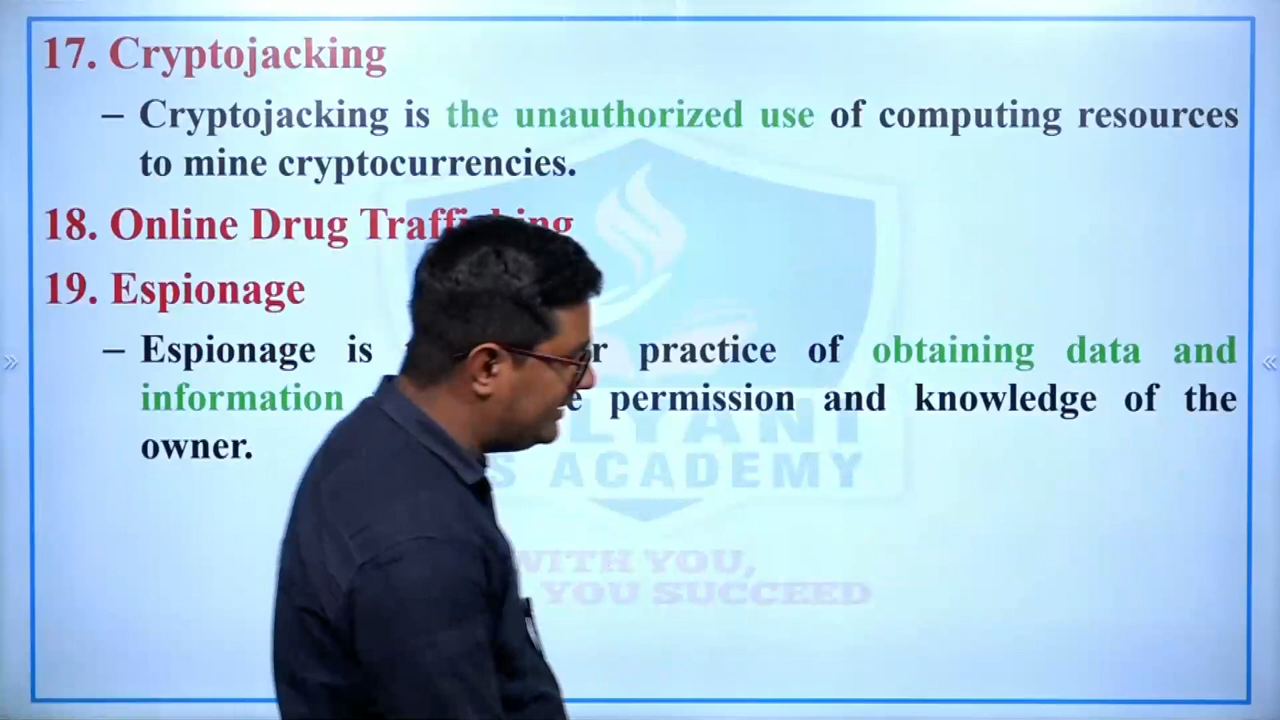 17. Cryptojacking
– Cryptojacking is the unauthorized use of computing resources
to mine cryptocurrencies.
18. Online Drug Trafficking
19. Espionage
– Espionage is practice of obtaining data and
information permission and knowledge of the
owner.
ACADEMY
WITH YOU,
YOU SUCCEED